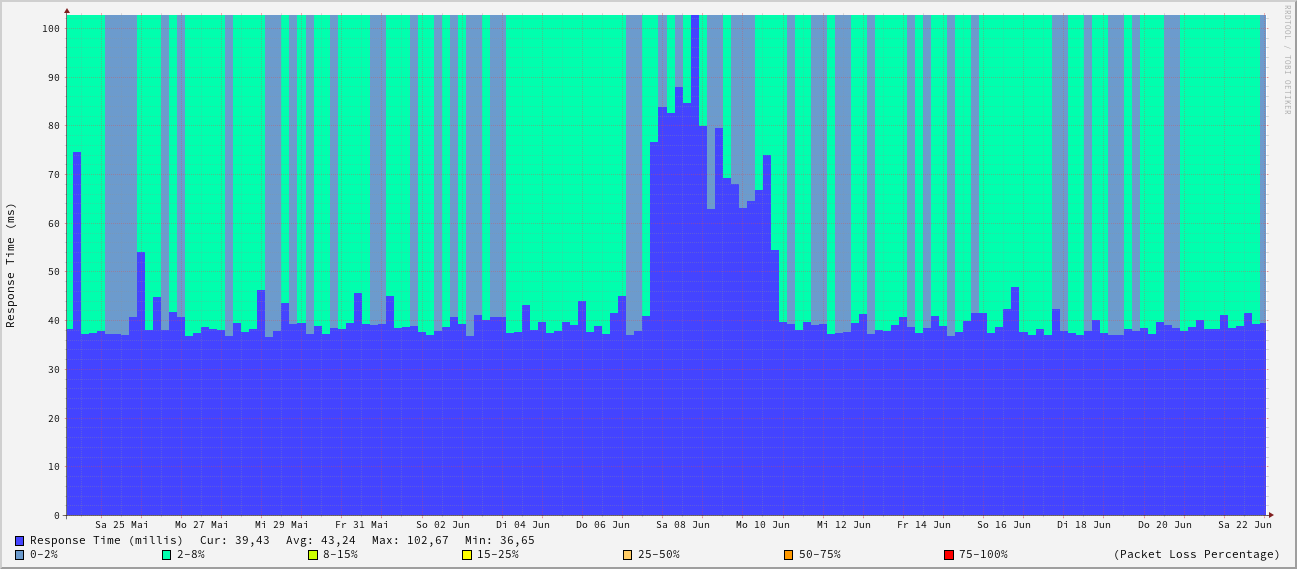 RRDTOOL / TOBI OETIKER
Response Time (ms)
100
90
80
70
60
50
40
30
20
10
0
Sa 25 Mai Mo 27 Mai Mi 29 Mai Fr 31 Mai So 02 Jun Di 04 Jun Do 06 Jun Sa 08 Jun Mo 10 Jun Mi 12 Jun Fr 14 Jun So 16 Jun Di 18 Jun Do 20 Jun Sa 22 Jun
Response Time (millis) Cur: 39,43 Avg: 43,24 Max: 102,67 Min: 36,65
0-2% 2-8% 8-15% 15-25% 25-50% 50-75% 75-100% (Packet Loss Percentage)